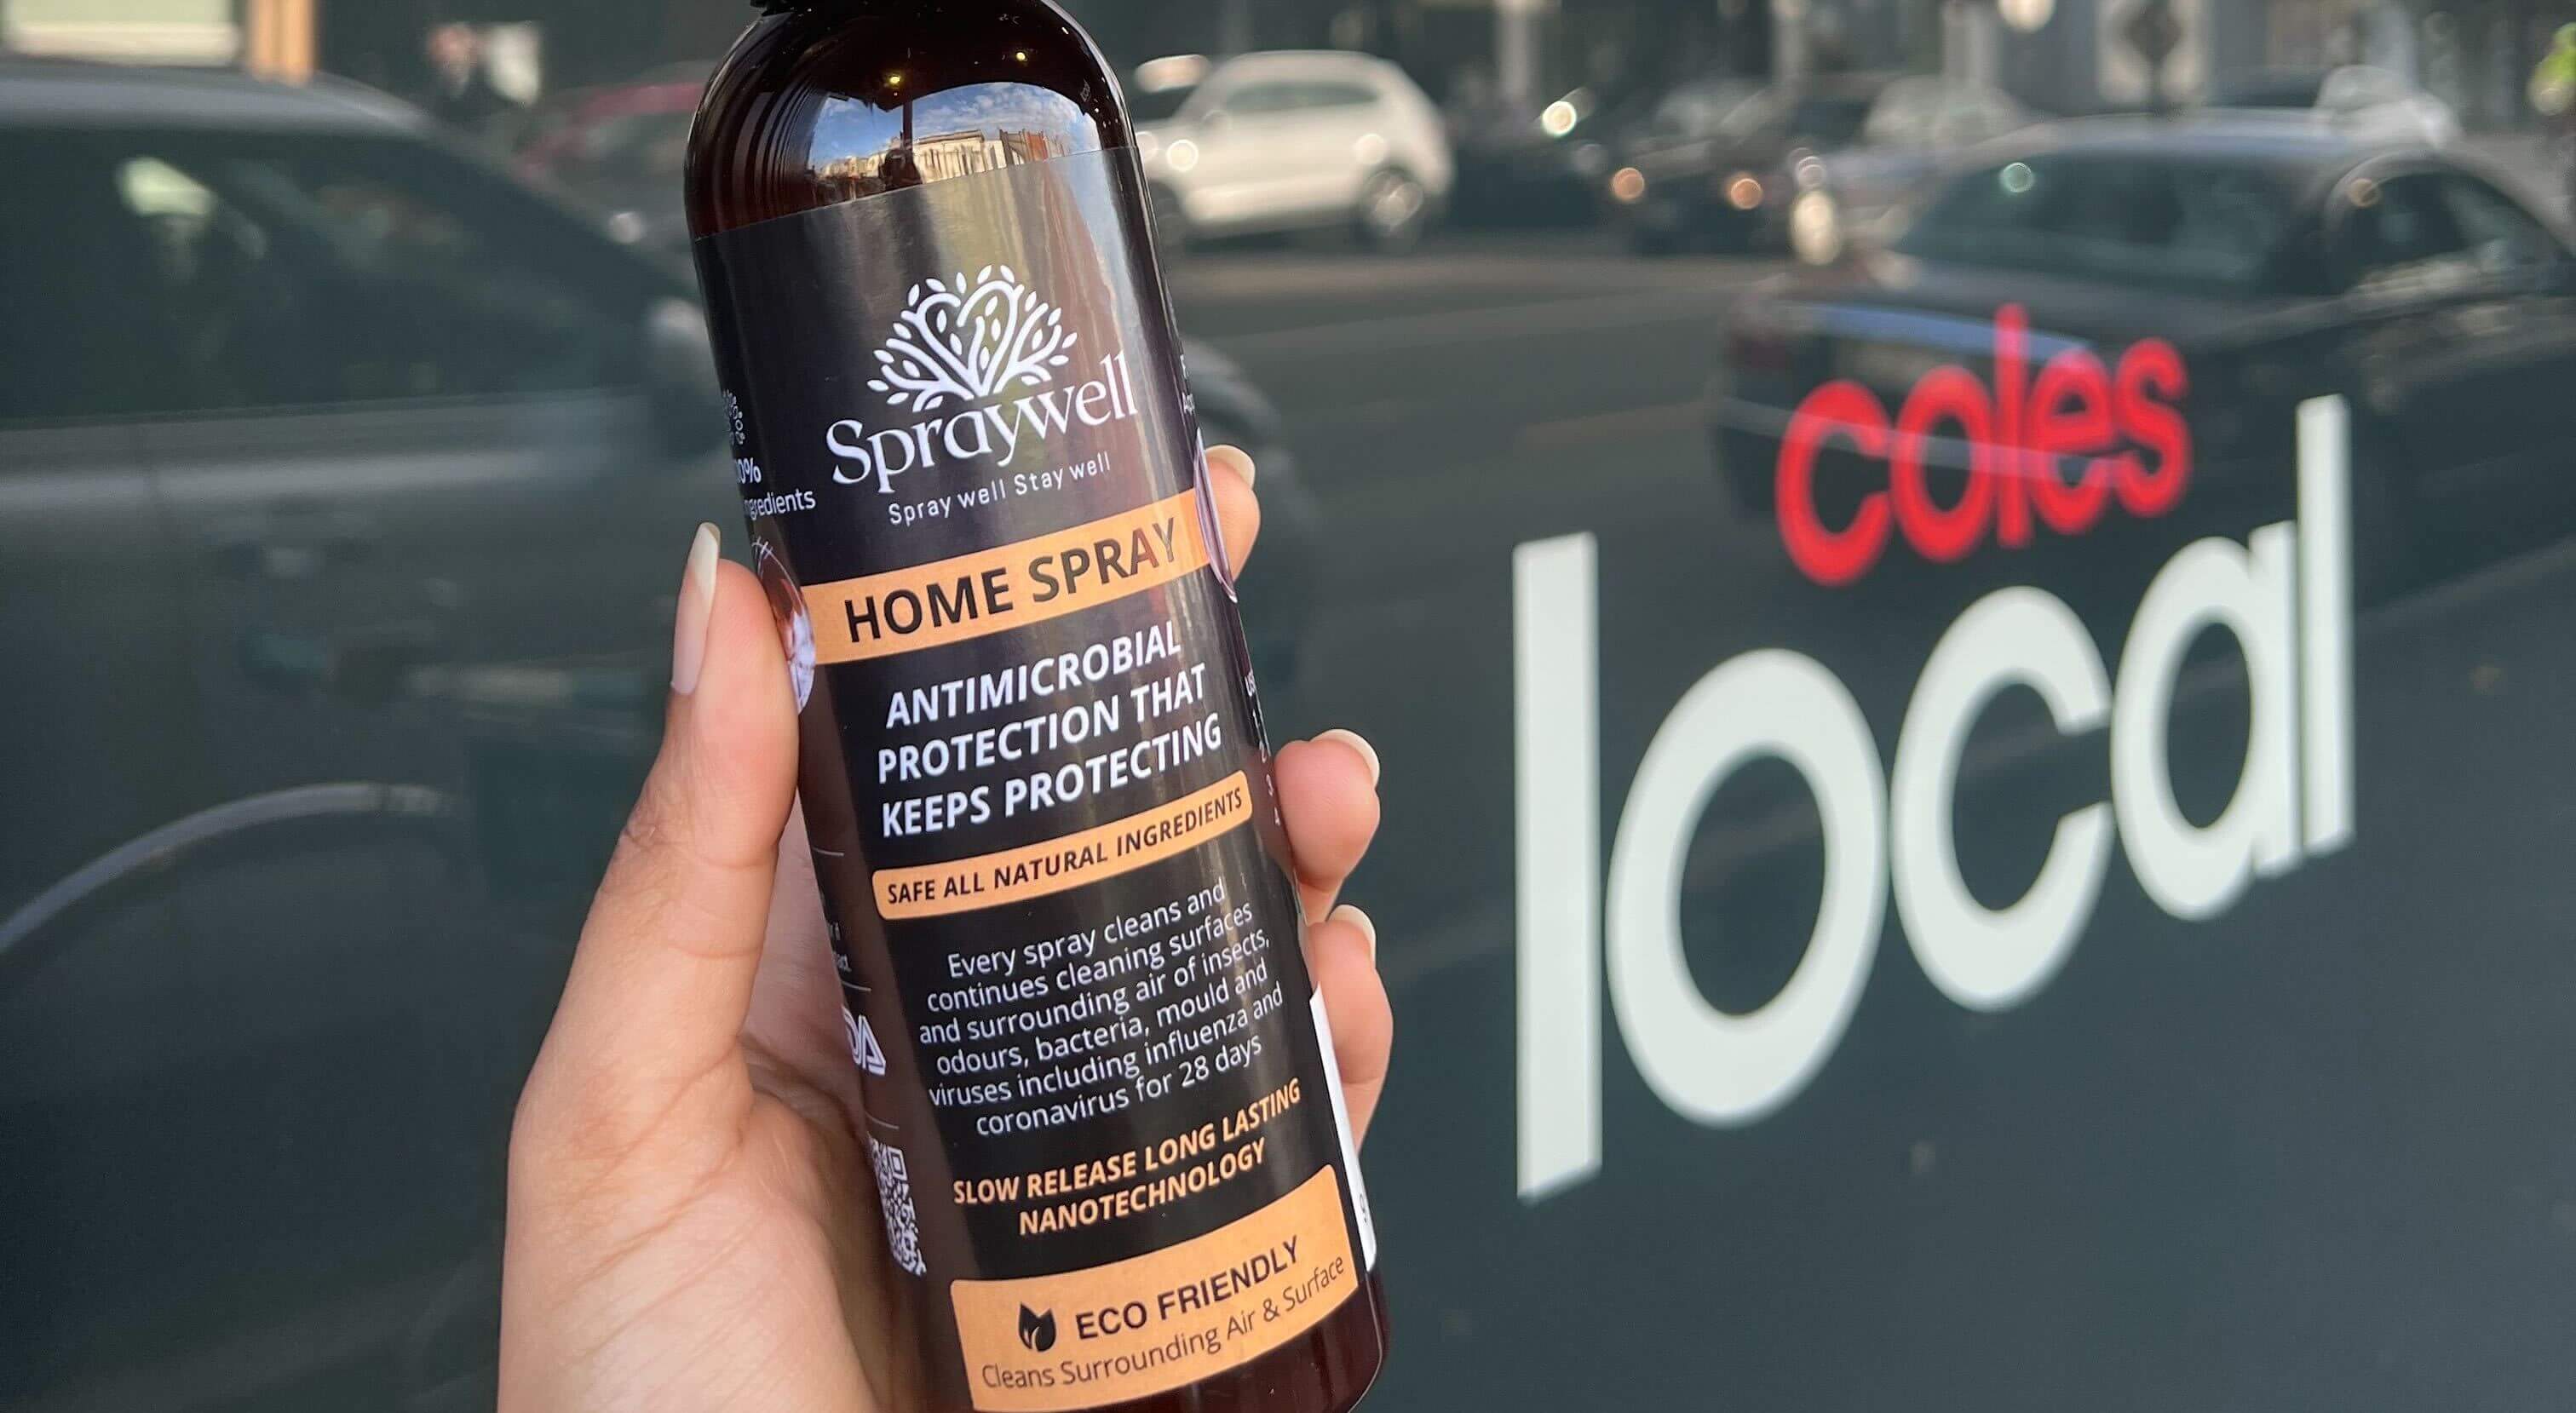 Spraywell
Spray well Stay well
HOME SPRAY
ANTIMICROBIAL
PROTECTION THAT
KEEPS PROTECTING
SAFE ALL NATURAL INGREDIENTS
Every spray cleans and
continues cleaning surfaces
and surrounding air of insects,
odours, bacteria, mould and
viruses including influenza and
coronavirus for 28 days
SLOW RELEASE LONG LASTING
NANOTECHNOLOGY
ECO FRIENDLY
Cleans Surrounding Air & Surface
coles
local